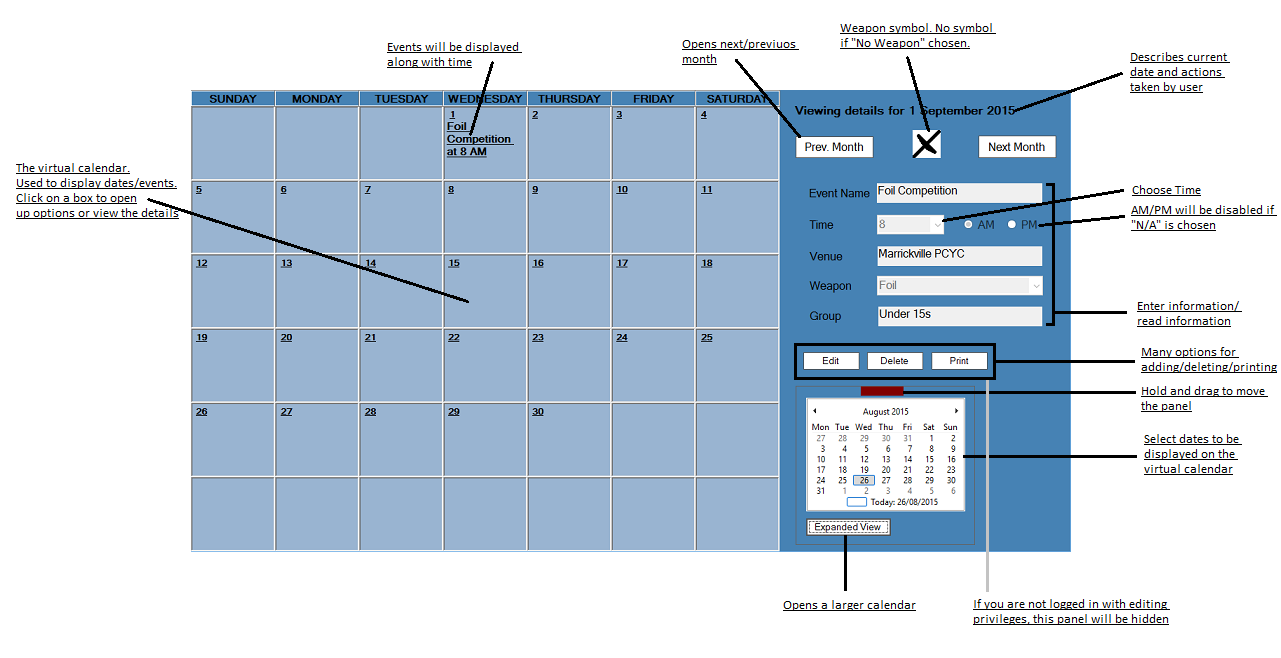 Weapon symbol. No symbol
if "No Weapon" chosen.
Events will be displayed
along with time
Opens next/previuos
month
Describes current
date and actions
taken by user
SUNDAY MONDAY TUESDAY WEDNESDAY THURSDAY FRIDAY SATURDAY
Viewing details for 1 September 2015
1 2 3 4
Foil
Competition
at 8 AM
Prev. Month Next Month
The virtual calendar.
Used to display dates/events.
Click on a box to open
up options or view the details
5 6 7 8 9 10 11
Event Name Foil Competition
Choose Time
Time 8 AM PM
AM/PM will be disabled if
"N/A" is chosen
Venue Marrickville PCYC
12 13 14 15 16 17 18
Weapon Foil
Group Under 15s
Enter information/
read information
19 20 21 22 23 24 25
Edit Delete Print
Many options for
adding/deleting/printing
Hold and drag to move
the panel
26 27 28 29 30
August 2015
Mon Tue Wed Thu Fri Sat Sun
27 28 29 30 31 1 2
3 4 5 6 7 8 9
10 11 12 13 14 15 16
17 18 19 20 21 22 23
24 25 26 27 28 29 30
31 1 2 3 4 5 6
Today: 26/08/2015
Select dates to be
displayed on the
virtual calendar
Expanded View
Opens a larger calendar
If you are not logged in with editing
privileges, this panel will be hidden